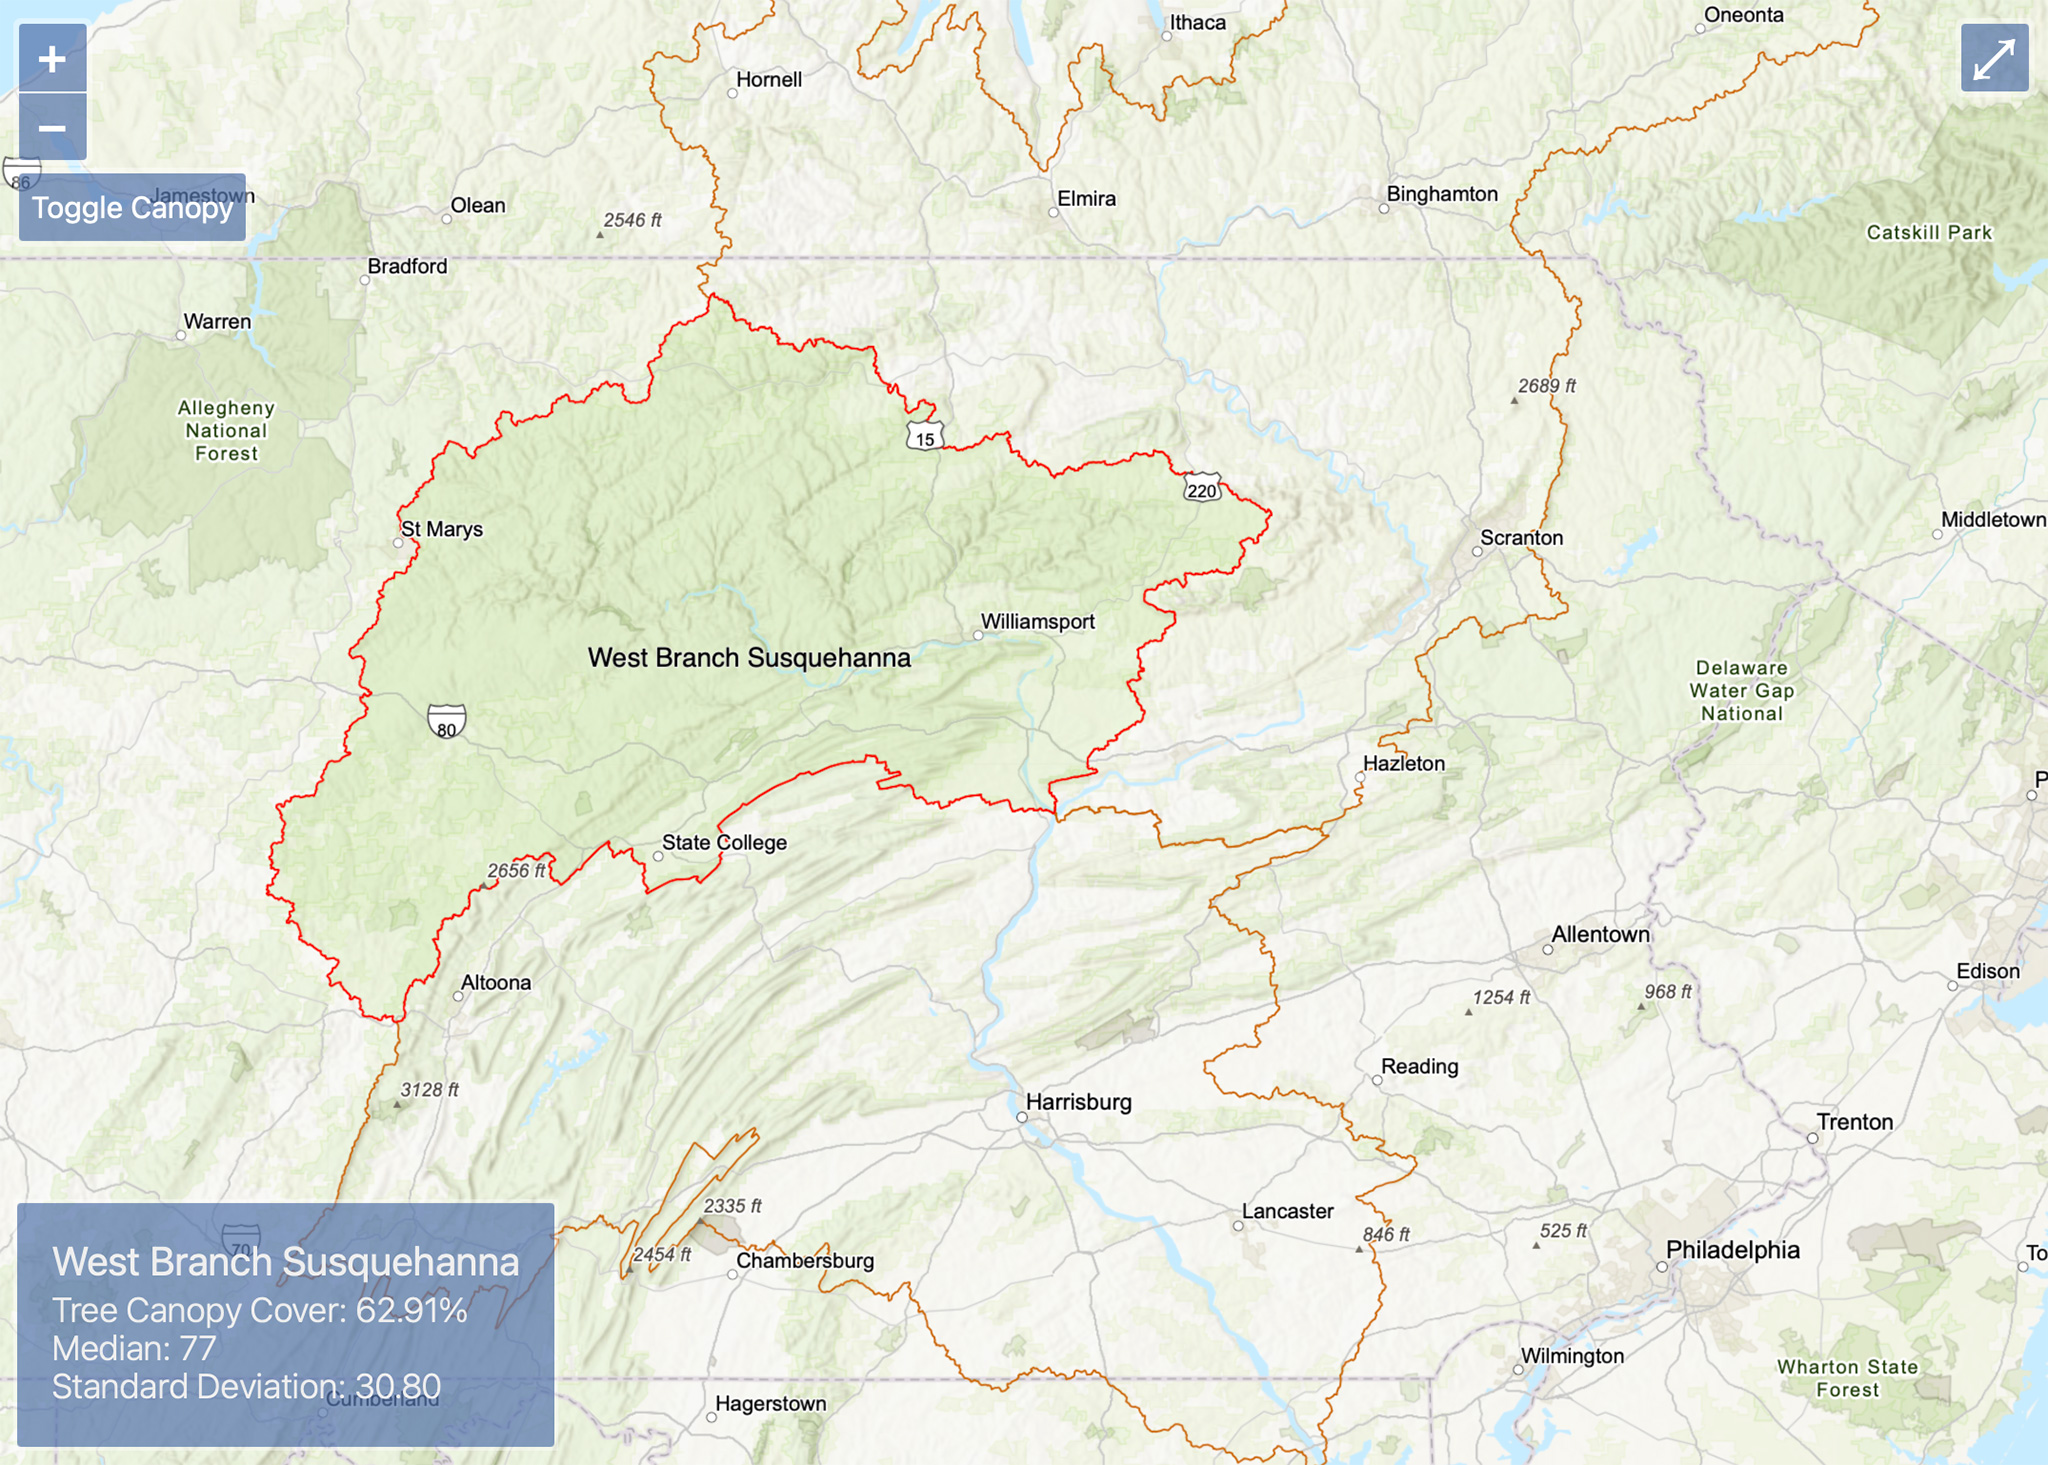 Oneonta
Ithaca
+
Hornell
−
86
Jamestown
Toggle Canopy
Elmira
Binghamton
Olean
2546 ft
Catskill Park
Bradford
Warren
2689 ft
Allegheny
National
Forest
15
220
St Marys
Scranton
Middletown
Williamsport
West Branch Susquehanna
Delaware
Water Gap
National
80
Hazleton
P
State College
2656 ft
Allentown
Edison
Altoona
1254 ft
968 ft
Reading
3128 ft
Harrisburg
Trenton
2335 ft
Lancaster
846 ft
525 ft
70
2454 ft
Chambersburg
Philadelphia
To
West Branch Susquehanna
Tree Canopy Cover: 62.91%
Median: 77
Standard Deviation: 30.80
Wilmington
Wharton State
Forest
Cumberland
Hagerstown